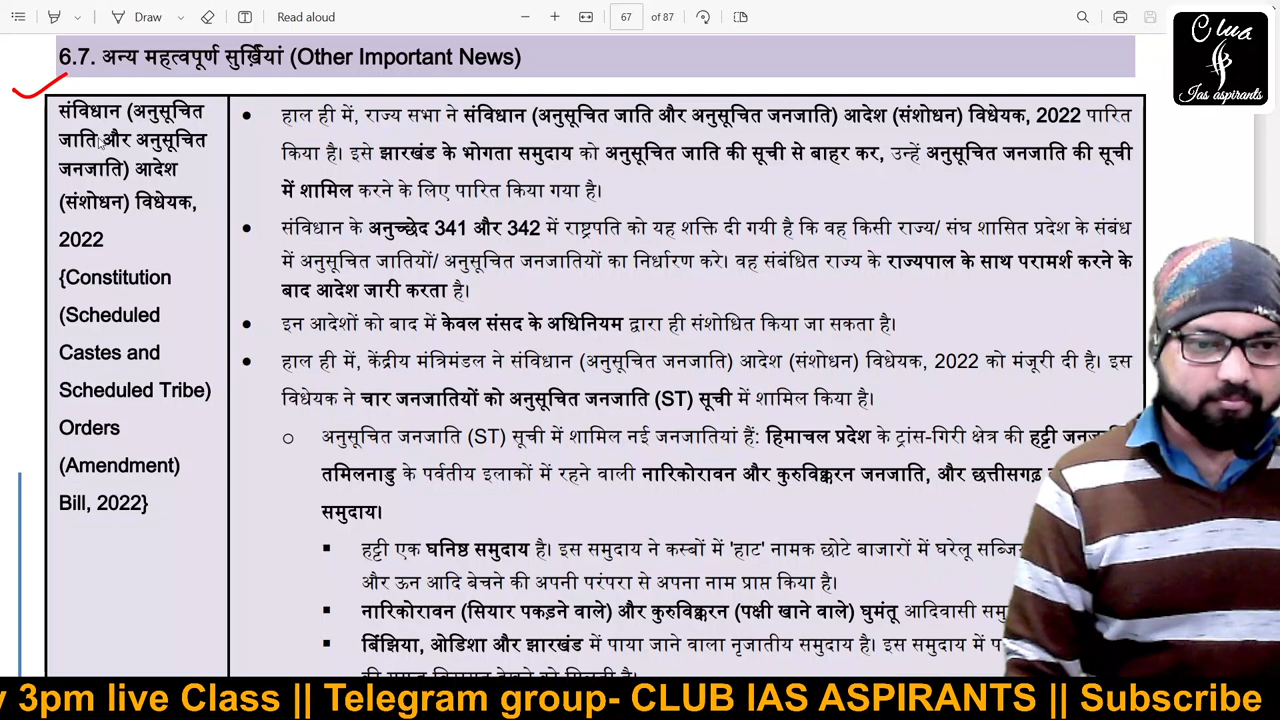 Draw
Read aloud
67 of 87
Club
Ias aspirants
6.7. अन्य महत्वपूर्ण सुर्ख़ियां (Other Important News)
संविधान (अनुसूचित
जाति और अनुसूचित
जनजाति) आदेश
(संशोधन) विधेयक,
2022
{Constitution
(Scheduled
Castes and
Scheduled Tribe)
Orders
(Amendment)
Bill, 2022}
● हाल ही में, राज्य सभा ने संविधान (अनुसूचित जाति और अनुसूचित जनजाति) आदेश (संशोधन) विधेयक, 2022 पारित
किया है। इसे झारखंड के भोगता समुदाय को अनुसूचित जाति की सूची से बाहर कर, उन्हें अनुसूचित जनजाति की सूची
में शामिल करने के लिए पारित किया गया है।
● संविधान के अनुच्छेद 341 और 342 में राष्ट्रपति को यह शक्ति दी गयी है कि वह किसी राज्य/ संघ शासित प्रदेश के संबंध
में अनुसूचित जातियों/ अनुसूचित जनजातियों का निर्धारण करे। वह संबंधित राज्य के राज्यपाल के साथ परामर्श करने के
बाद आदेश जारी करता है।
● इन आदेशों को बाद में केवल संसद के अधिनियम द्वारा ही संशोधित किया जा सकता है।
● हाल ही में, केंद्रीय मंत्रिमंडल ने संविधान (अनुसूचित जनजाति) आदेश (संशोधन) विधेयक, 2022 को मंजूरी दी है। इस
विधेयक ने चार जनजातियों को अनुसूचित जनजाति (ST) सूची में शामिल किया है।
○ अनुसूचित जनजाति (ST) सूची में शामिल नई जनजातियां हैं: हिमाचल प्रदेश के ट्रांस-गिरी क्षेत्र की हट्टी
तमिलनाडु के पर्वतीय इलाकों में रहने वाली नारिकोरावन और कुरुविक्करन जनजाति, और छत्तीसगढ़
समुदाय।
▪ हट्टी एक घनिष्ठ समुदाय है। इस समुदाय ने कस्बों में 'हाट' नामक छोटे बाजारों में घरेलू
और ऊन आदि बेचने की अपनी परंपरा से अपना नाम प्राप्त किया है।
▪ नारिकोरावन (सियार पकड़ने वाले) और कुरुविक्करन (पक्षी खाने वाले) घुमंतू आदिवासी
▪ बिंझिया, ओडिशा और झारखंड में पाया जाने वाला नृजातीय समुदाय है। इस समुदाय में
y 3pm live Class || Telegram group- CLUB IAS ASPIRANTS || Subscribe